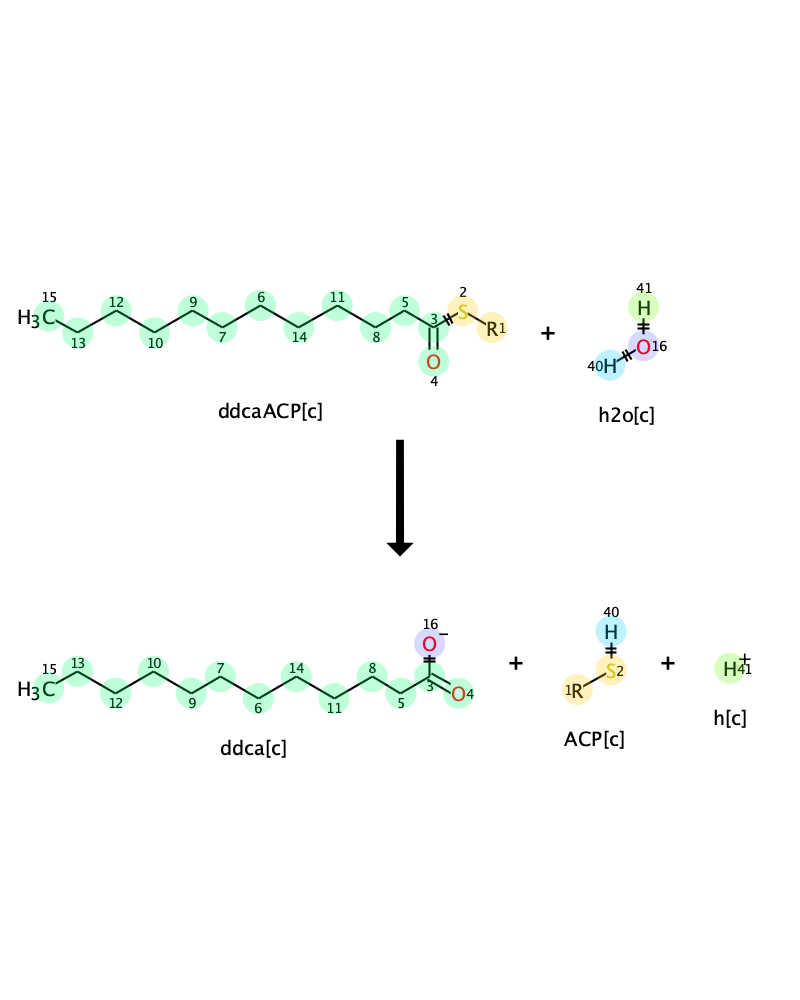 15 12 9 6 11 5 2 41
H3C 13 10 7 14 8 3 S R1 + H
O 4 40H O16
ddcaACP[c] h2o[c]
16 40
O− H
15 13 10 7 14 8 + 1R S2 + H+41
H3C 12 9 6 11 5 3 O4
ddca[c] ACP[c] h[c]